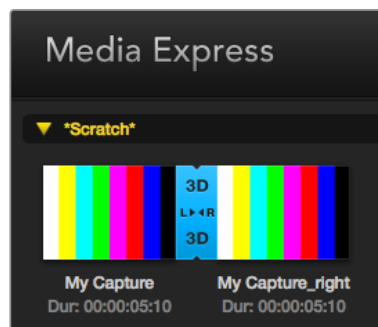 Media Express
*Scratch*
3D
L R
3D
My Capture
Dur: 00:00:05:10
My Capture_right
Dur: 00:00:05:10